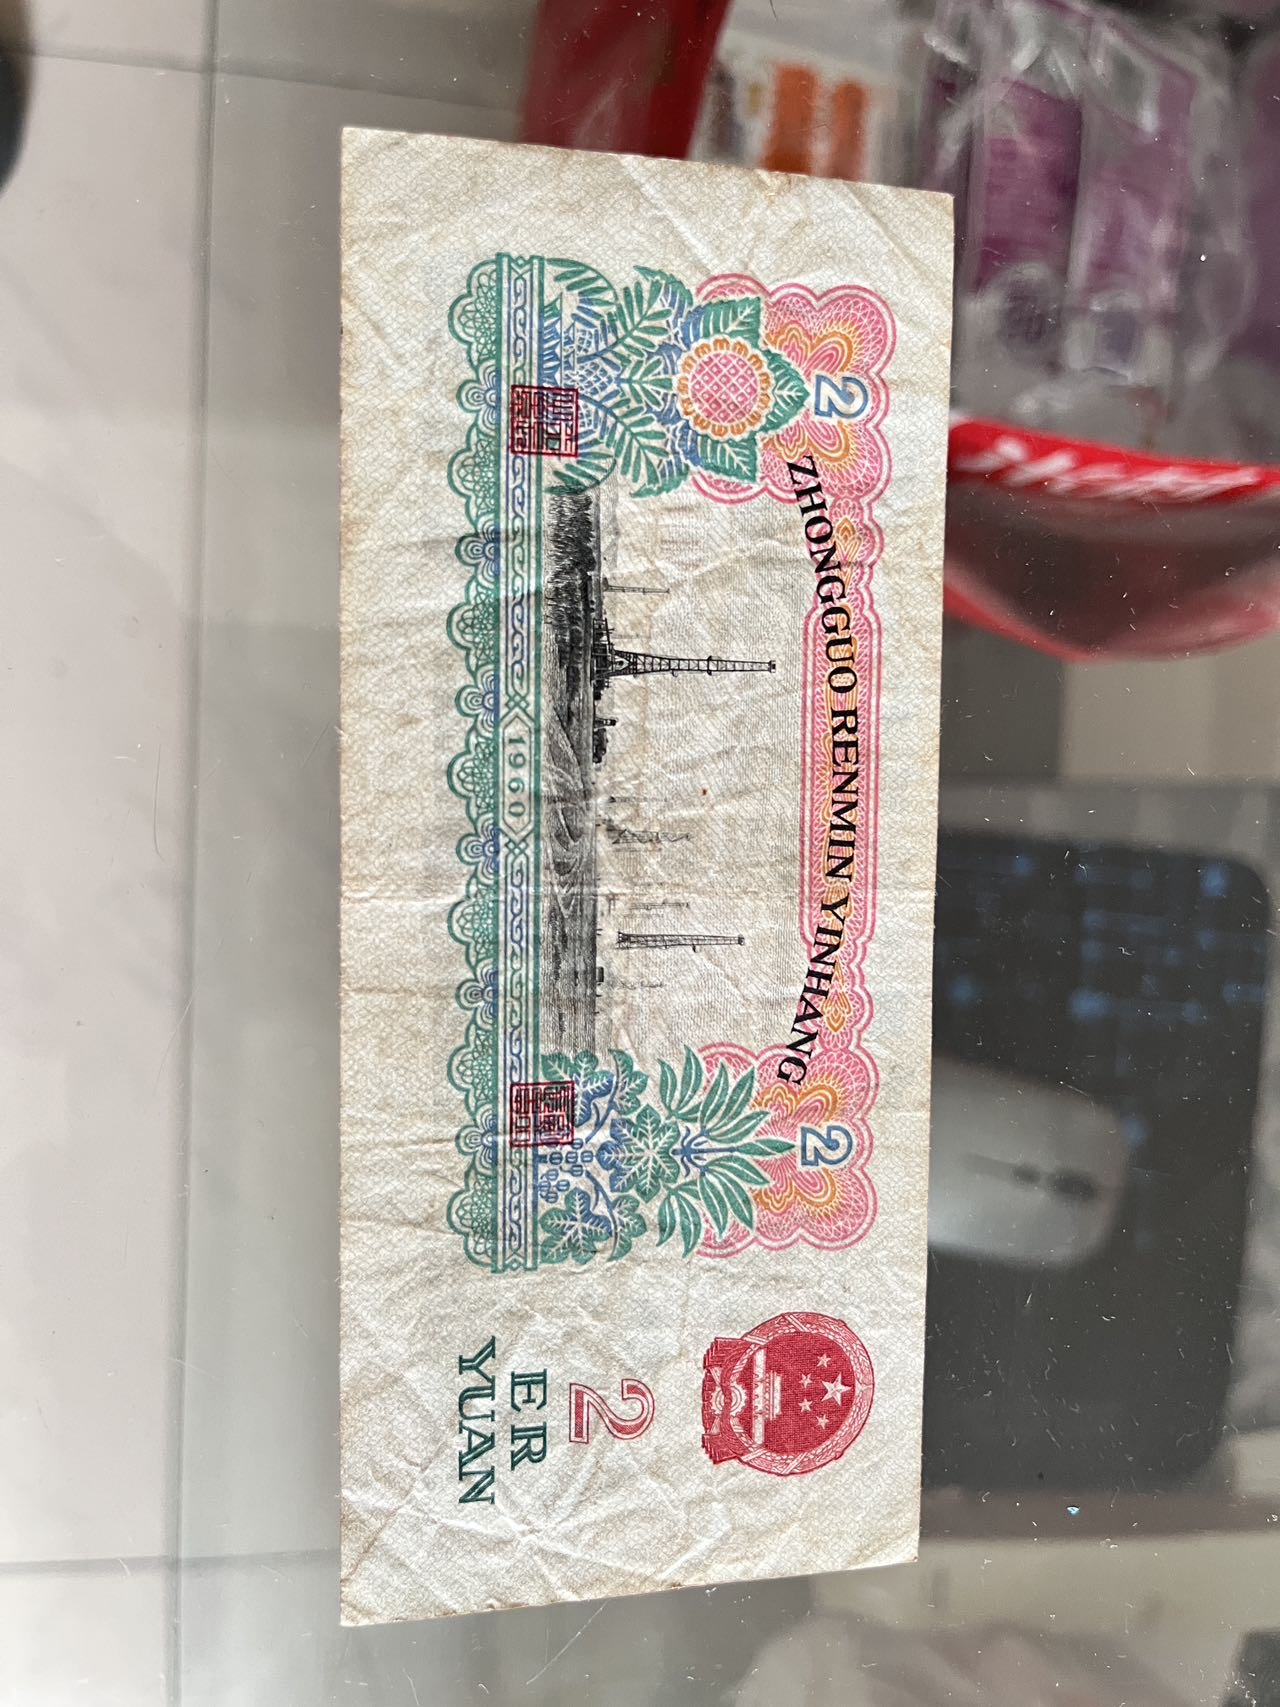 2
2
ZHONGGUO RENMIN YINHANG
1960
2
ER
YUAN